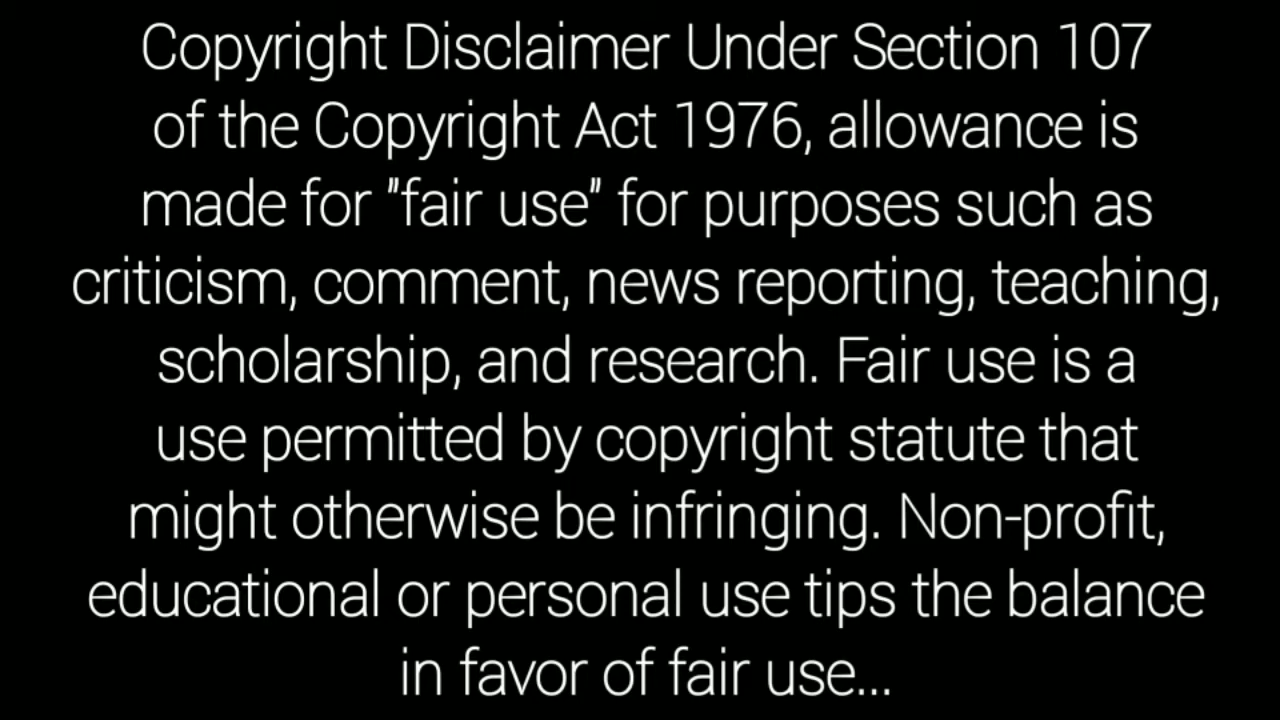 Copyright Disclaimer Under Section 107
of the Copyright Act 1976, allowance is
made for "fair use" for purposes such as
criticism, comment, news reporting, teaching,
scholarship, and research. Fair use is a
use permitted by copyright statute that
might otherwise be infringing. Non-profit,
educational or personal use tips the balance
in favor of fair use...